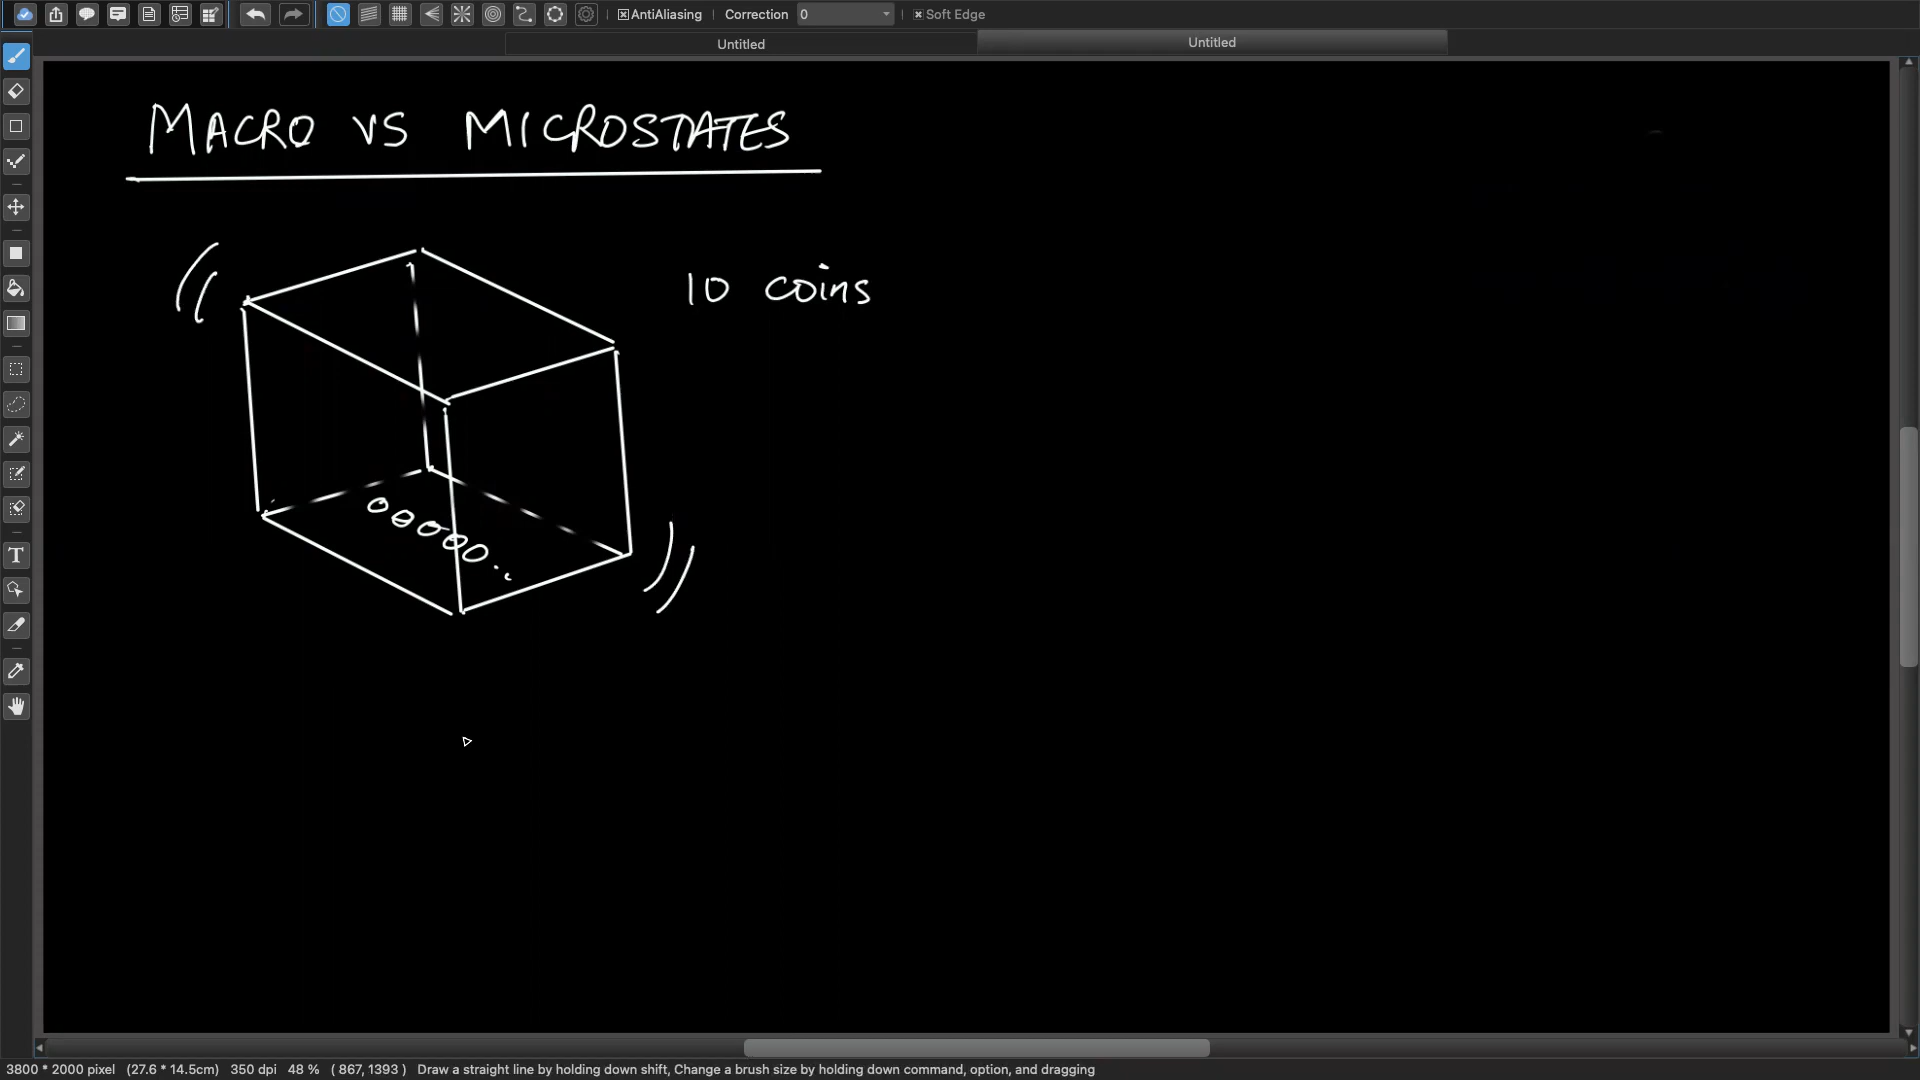 AntiAliasing Correction 0 Soft Edge
Untitled Untitled
MACRO VS MICROSTATES
10 coins
T
3800 * 2000 pixel (27.6 * 14.5cm) 350 dpi 48 % ( 867, 1393 ) Draw a straight line by holding down shift, Change a brush size by holding down command, option, and dragging